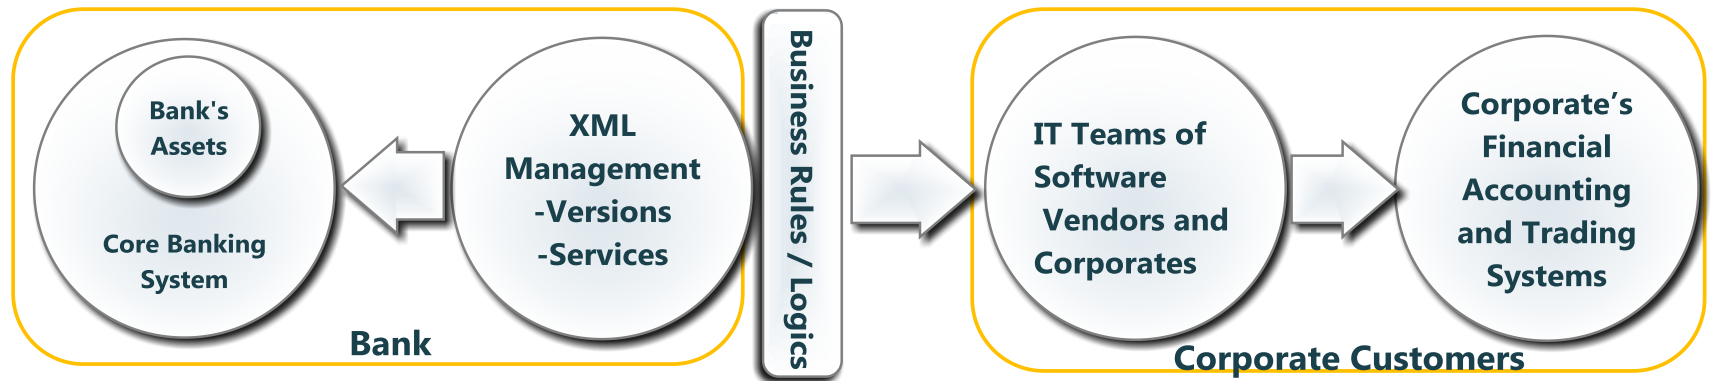 Bank's
Assets
Core Banking
System
XML
Management
-Versions
-Services
Bank
Business Rules / Logics
IT Teams of
Software
Vendors and
Corporates
Corporate’s
Financial
Accounting
and Trading
Systems
Corporate Customers